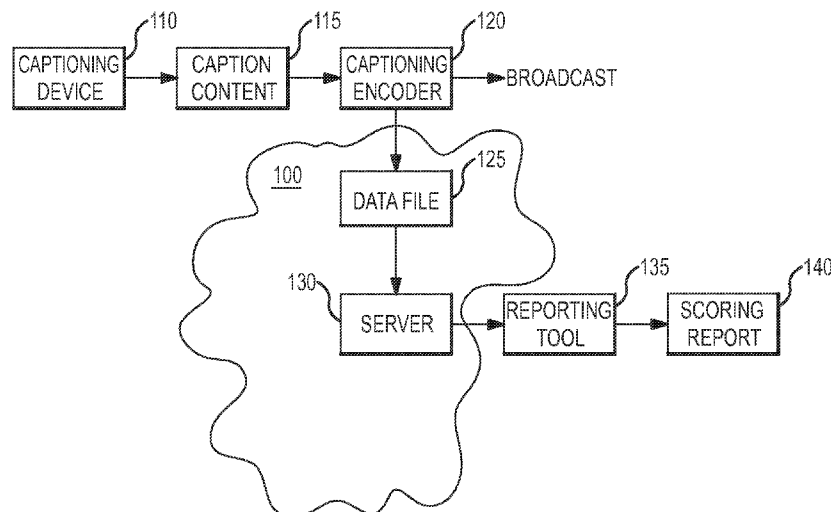 110
CAPTIONING
DEVICE
115
CAPTION
CONTENT
120
CAPTIONING
ENCODER
BROADCAST
100
125
DATA FILE
130
SERVER
135
REPORTING
TOOL
140
SCORING
REPORT